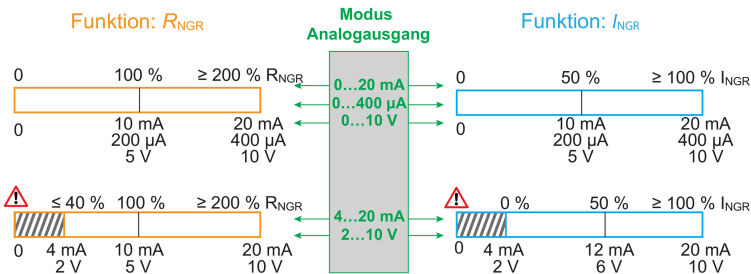 Funktion: RNGR
Modus
Analogausgang
Funktion: INGR
0 100 % ≥ 200 % RNGR
0…20 mA
0 50 % ≥ 100 % INGR
0…400 µA
0…10 V
0 10 mA 20 mA
200 µA 400 µA
5 V 10 V
0 10 mA 20 mA
200 µA 400 µA
5 V 10 V
! ≤ 40 % 100 % ≥ 200 % RNGR
4…20 mA
2…10 V
! 0 % 50 % ≥ 100 % INGR
0 4 mA 10 mA 20 mA
2 V 5 V 10 V
0 4 mA 12 mA 20 mA
2 V 6 V 10 V